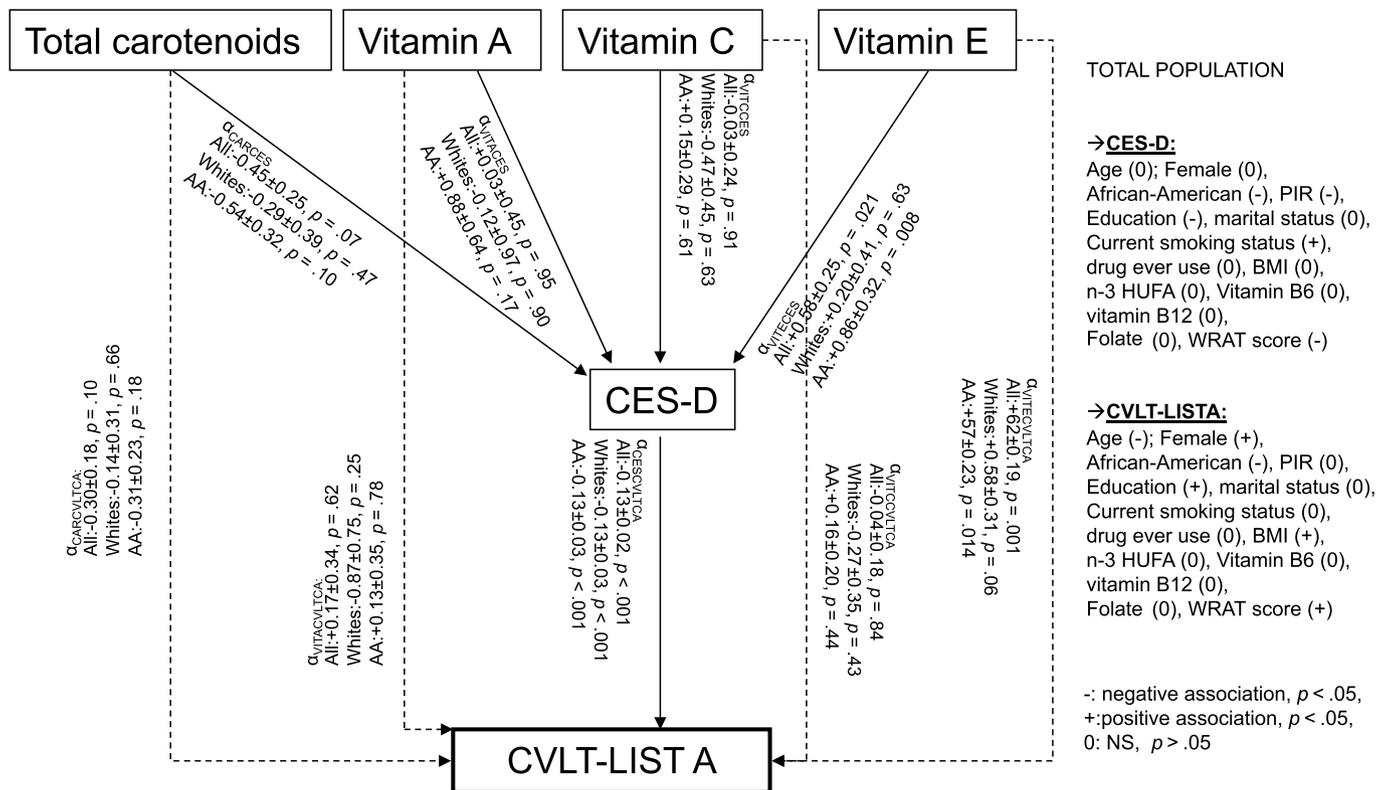 Total carotenoids
Vitamin A
Vitamin C
Vitamin E
αCARCES
All:-0.45±0.25, p = .07
Whites:-0.29±0.39, p = .47
AA:-0.54±0.32, p = .10
αVITACES
All:+0.03±0.45, p = .95
Whites:-0.12±0.97, p = .90
AA:+0.88±0.64, p = .17
αVITCCES
All:-0.03±0.24, p = .91
Whites:-0.47±0.45, p = .63
AA:+0.15±0.29, p = .61
αVITECES
All:+0.58±0.25, p = .021
Whites:+0.20±0.41, p = .63
AA:+0.86±0.32, p = .008
CES-D
αCARCVLTCA:
All:-0.30±0.18, p = .10
Whites:-0.14±0.31, p = .66
AA:-0.31±0.23, p = .18
αVITACVLTCA:
All:+0.17±0.34, p = .62
Whites:-0.87±0.75, p = .25
AA:+0.13±0.35, p = .78
αCESCVLTCA
All:-0.13±0.02, p < .001
Whites:-0.13±0.03, p < .001
AA:-0.13±0.03, p < .001
αVITCCVLTCA
All:-0.04±0.18, p = .84
Whites:-0.27±0.35, p = .43
AA:+0.16±0.20, p = .44
αVITECVLTCA
All:+62±0.19, p = .001
Whites:+0.58±0.31, p = .06
AA:+57±0.23, p = .014
CVLT-LIST A
TOTAL POPULATION
→CES-D:
Age (0); Female (0),
African-American (-), PIR (-),
Education (-), marital status (0),
Current smoking status (+),
drug ever use (0), BMI (0),
n-3 HUFA (0), Vitamin B6 (0),
vitamin B12 (0),
Folate (0), WRAT score (-)
→CVLT-LISTA:
Age (-); Female (+),
African-American (-), PIR (0),
Education (+), marital status (0),
Current smoking status (0),
drug ever use (0), BMI (+),
n-3 HUFA (0), Vitamin B6 (0),
vitamin B12 (0),
Folate (0), WRAT score (+)
-: negative association, p < .05,
+:positive association, p < .05,
0: NS, p > .05